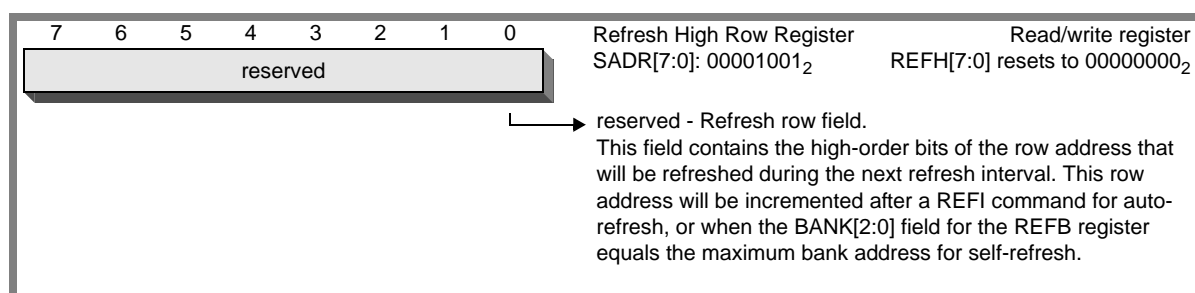 7 6 5 4 3 2 1 0
reserved
Refresh High Row Register Read/write register
SADR[7:0]: 00001001₂ REFH[7:0] resets to 00000000₂
reserved - Refresh row field.
This field contains the high-order bits of the row address that
will be refreshed during the next refresh interval. This row
address will be incremented after a REFI command for auto-
refresh, or when the BANK[2:0] field for the REFB register
equals the maximum bank address for self-refresh.